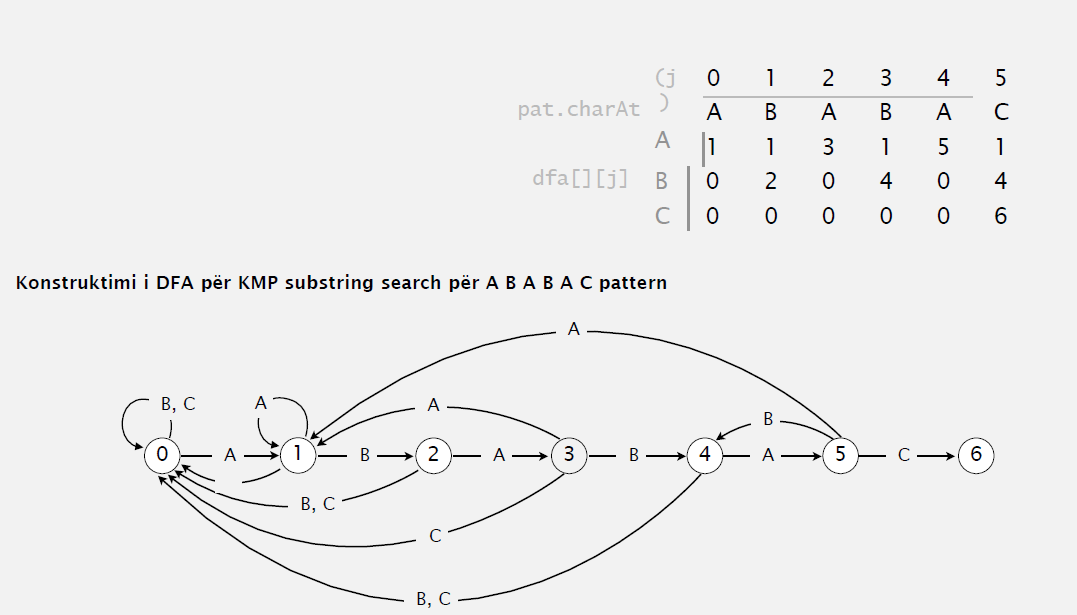 (j 0 1 2 3 4 5
pat.charAt ) A B A B A C
A 1 1 3 1 5 1
dfa[][j] B 0 2 0 4 0 4
C 0 0 0 0 0 6
Konstruktimi i DFA për KMP substring search për A B A B A C pattern
A
B, C A A B
0 A 1 B 2 A 3 B 4 A 5 C 6
B, C
C
B, C